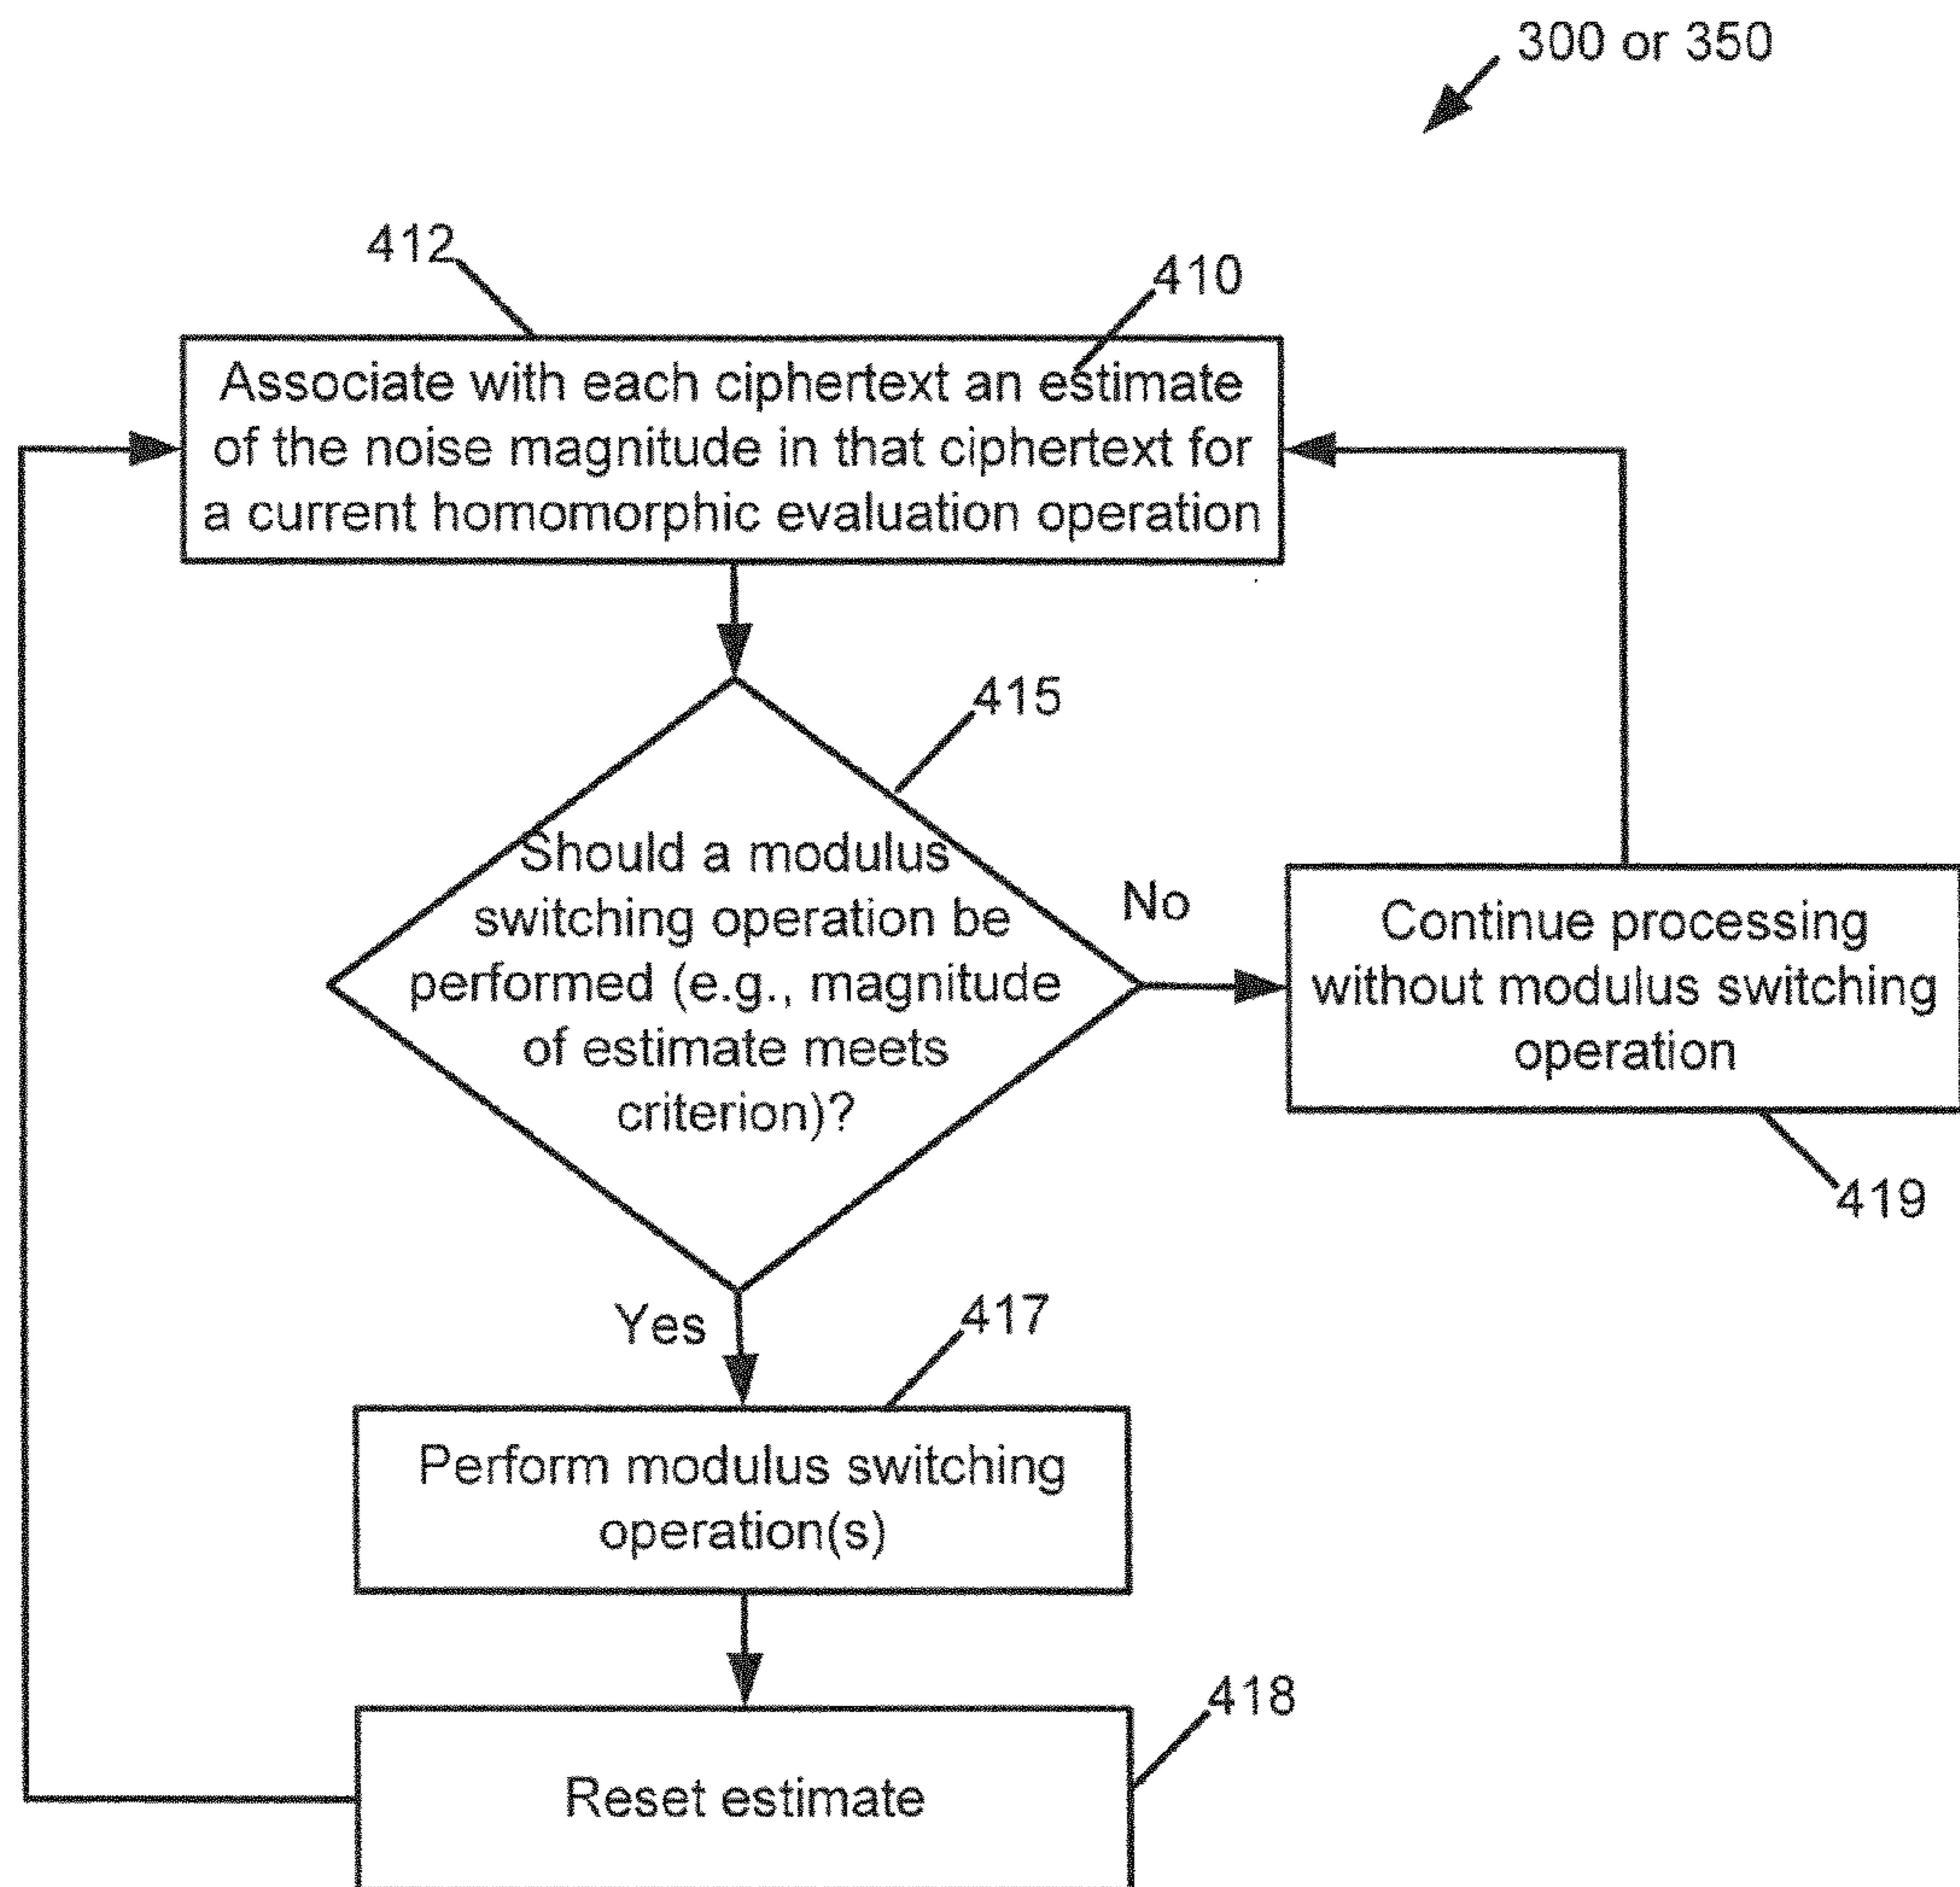 300 or 350
412
410
Associate with each ciphertext an estimate
of the noise magnitude in that ciphertext for
a current homomorphic evaluation operation
415
Should a modulus
switching operation be
performed (e.g., magnitude
of estimate meets
criterion)?
No
Continue processing
without modulus switching
operation
419
Yes
417
Perform modulus switching
operation(s)
418
Reset estimate